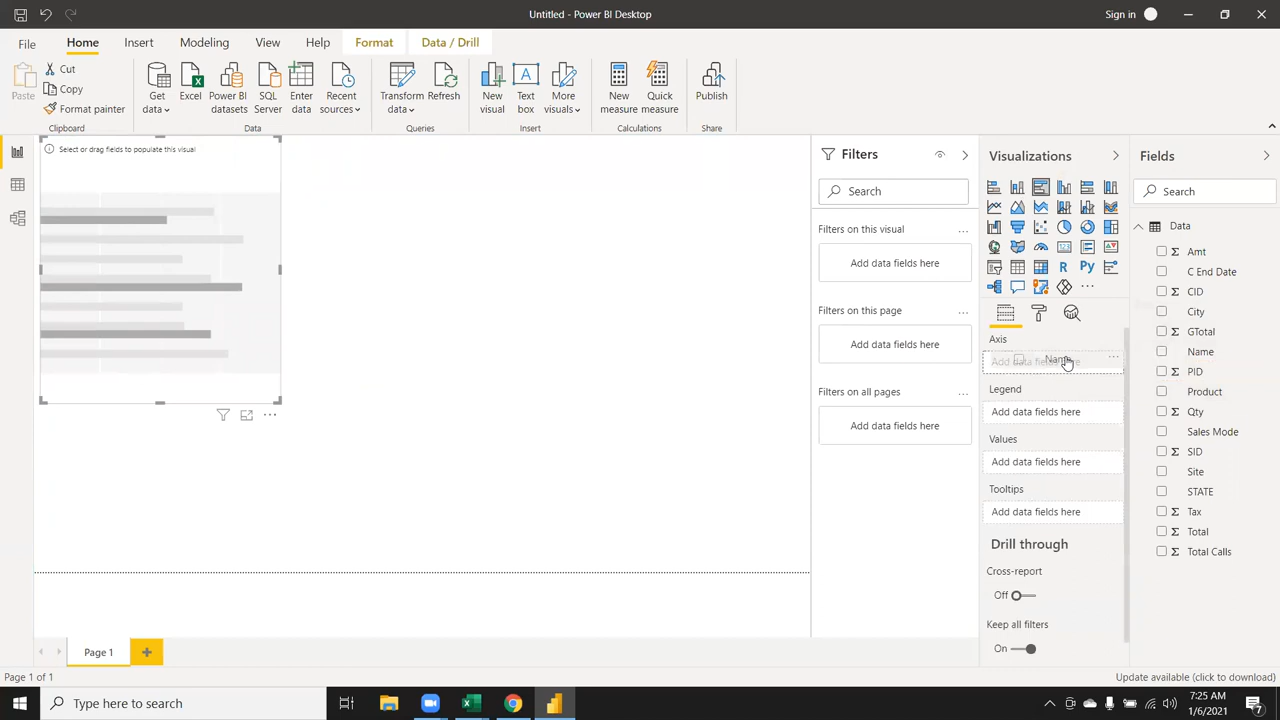 Untitled - Power BI Desktop
Sign in
File Home Insert Modeling View Help Format Data / Drill
Paste
Cut
Copy
Format painter
Clipboard
Get data
Excel
Power BI datasets
SQL Server
Enter data
Recent sources
Data
Transform data
Refresh
Queries
New visual
Text box
More visuals
Insert
New measure
Quick measure
Calculations
Publish
Share
Select or drag fields to populate this visual
Filters
Search
Filters on this visual
Add data fields here
Filters on this page
Add data fields here
Filters on all pages
Add data fields here
Visualizations
R
Py
Axis
Add data fields here
Name
Legend
Add data fields here
Values
Add data fields here
Tooltips
Add data fields here
Drill through
Cross-report
Off
Keep all filters
On
Fields
Search
Data
Σ Amt
C End Date
Σ CID
City
Σ GTotal
Name
Σ PID
Product
Σ Qty
Sales Mode
Σ SID
Site
STATE
Σ Tax
Σ Total
Σ Total Calls
Page 1
Page 1 of 1
Update available (click to download)
Type here to search
7:25 AM
1/6/2021
7